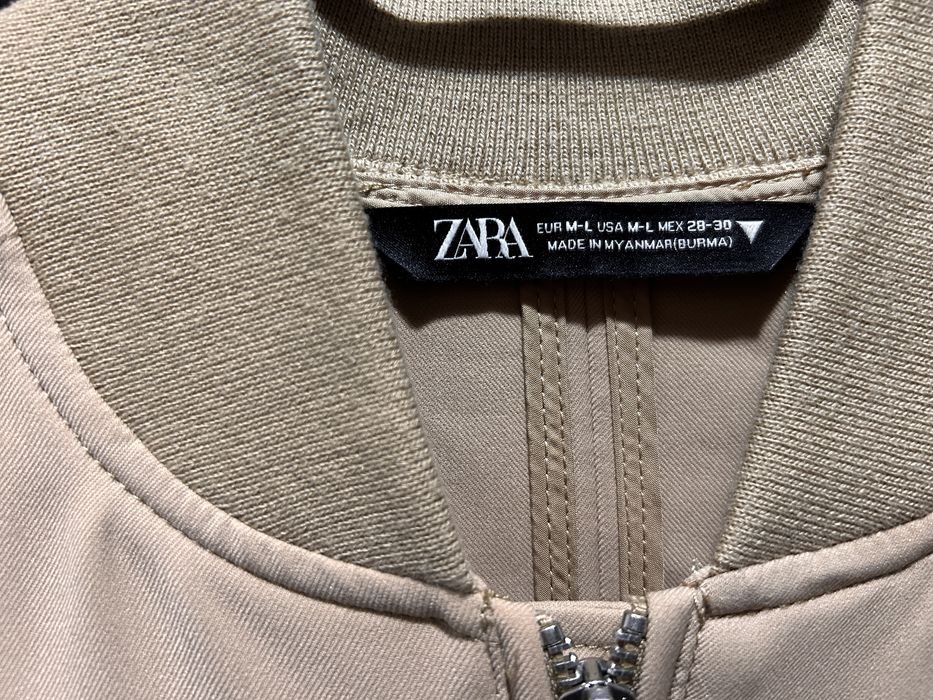 ZARA
EUR M-L USA M-L MEX 28-30
MADE IN MYANMAR(BURMA)